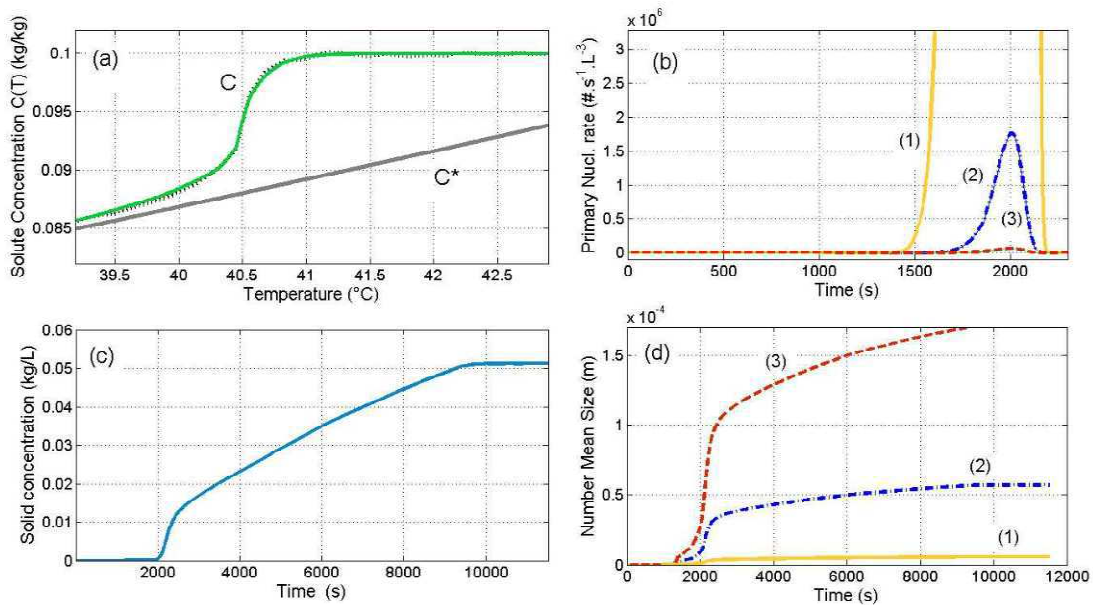 (a)
C
C*
Solute Concentration C(T) (kg/kg)
0.1
0.095
0.09
0.085
39.5 40 40.5 41 41.5 42 42.5
Temperature (°C)
x 10⁶
(b)
(1)
(2)
(3)
Primary Nucl. rate (#.s⁻¹.L⁻³)
3
2.5
2
1.5
1
0.5
0
0 500 1000 1500 2000
Time (s)
(c)
Solid concentration (kg/L)
0.06
0.05
0.04
0.03
0.02
0.01
0
2000 4000 6000 8000 10000
Time (s)
x 10⁻⁴
(d)
(3)
(2)
(1)
Number Mean Size (m)
1.5
1
0.5
0
0 2000 4000 6000 8000 10000 12000
Time (s)